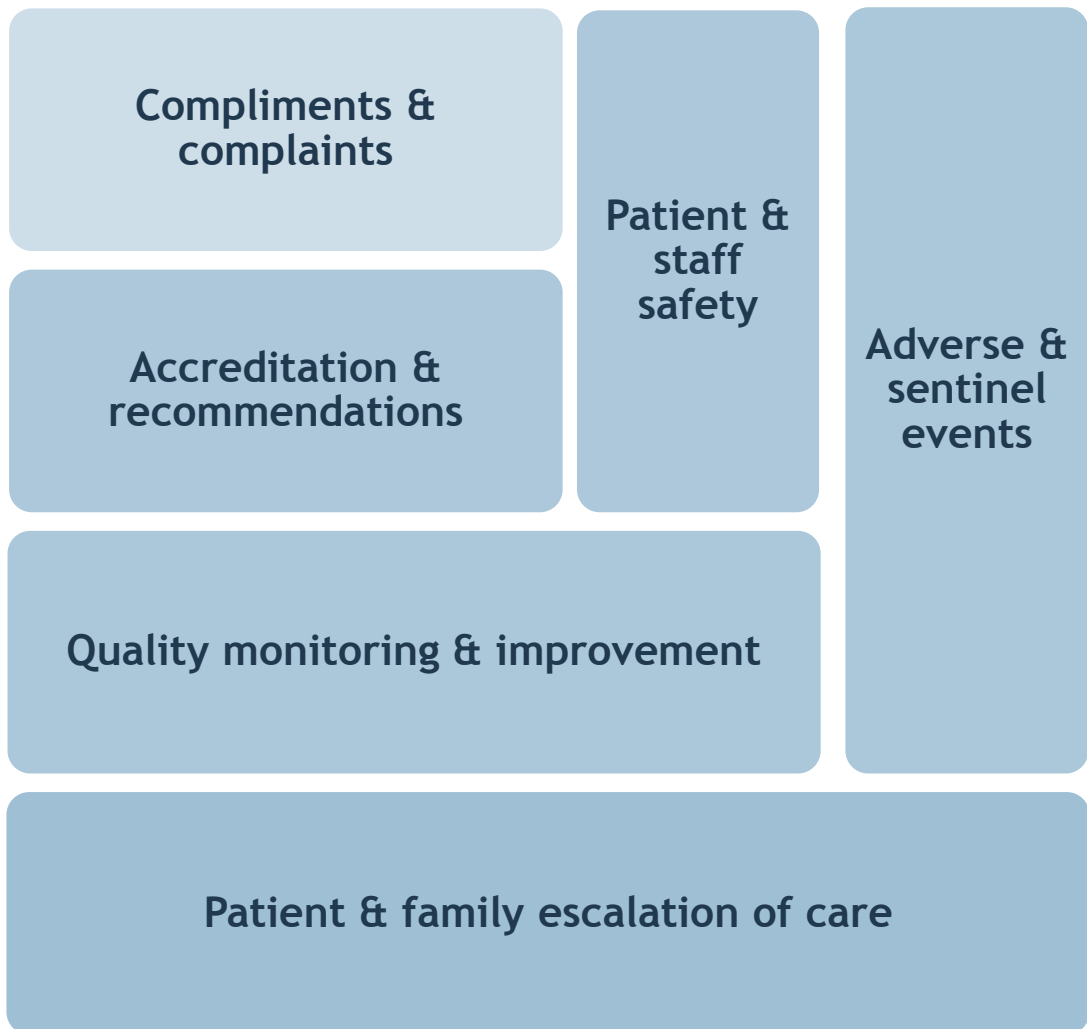 Compliments &
complaints
Patient &
staff
safety
Adverse &
sentinel
events
Accreditation &
recommendations
Quality monitoring & improvement
Patient & family escalation of care